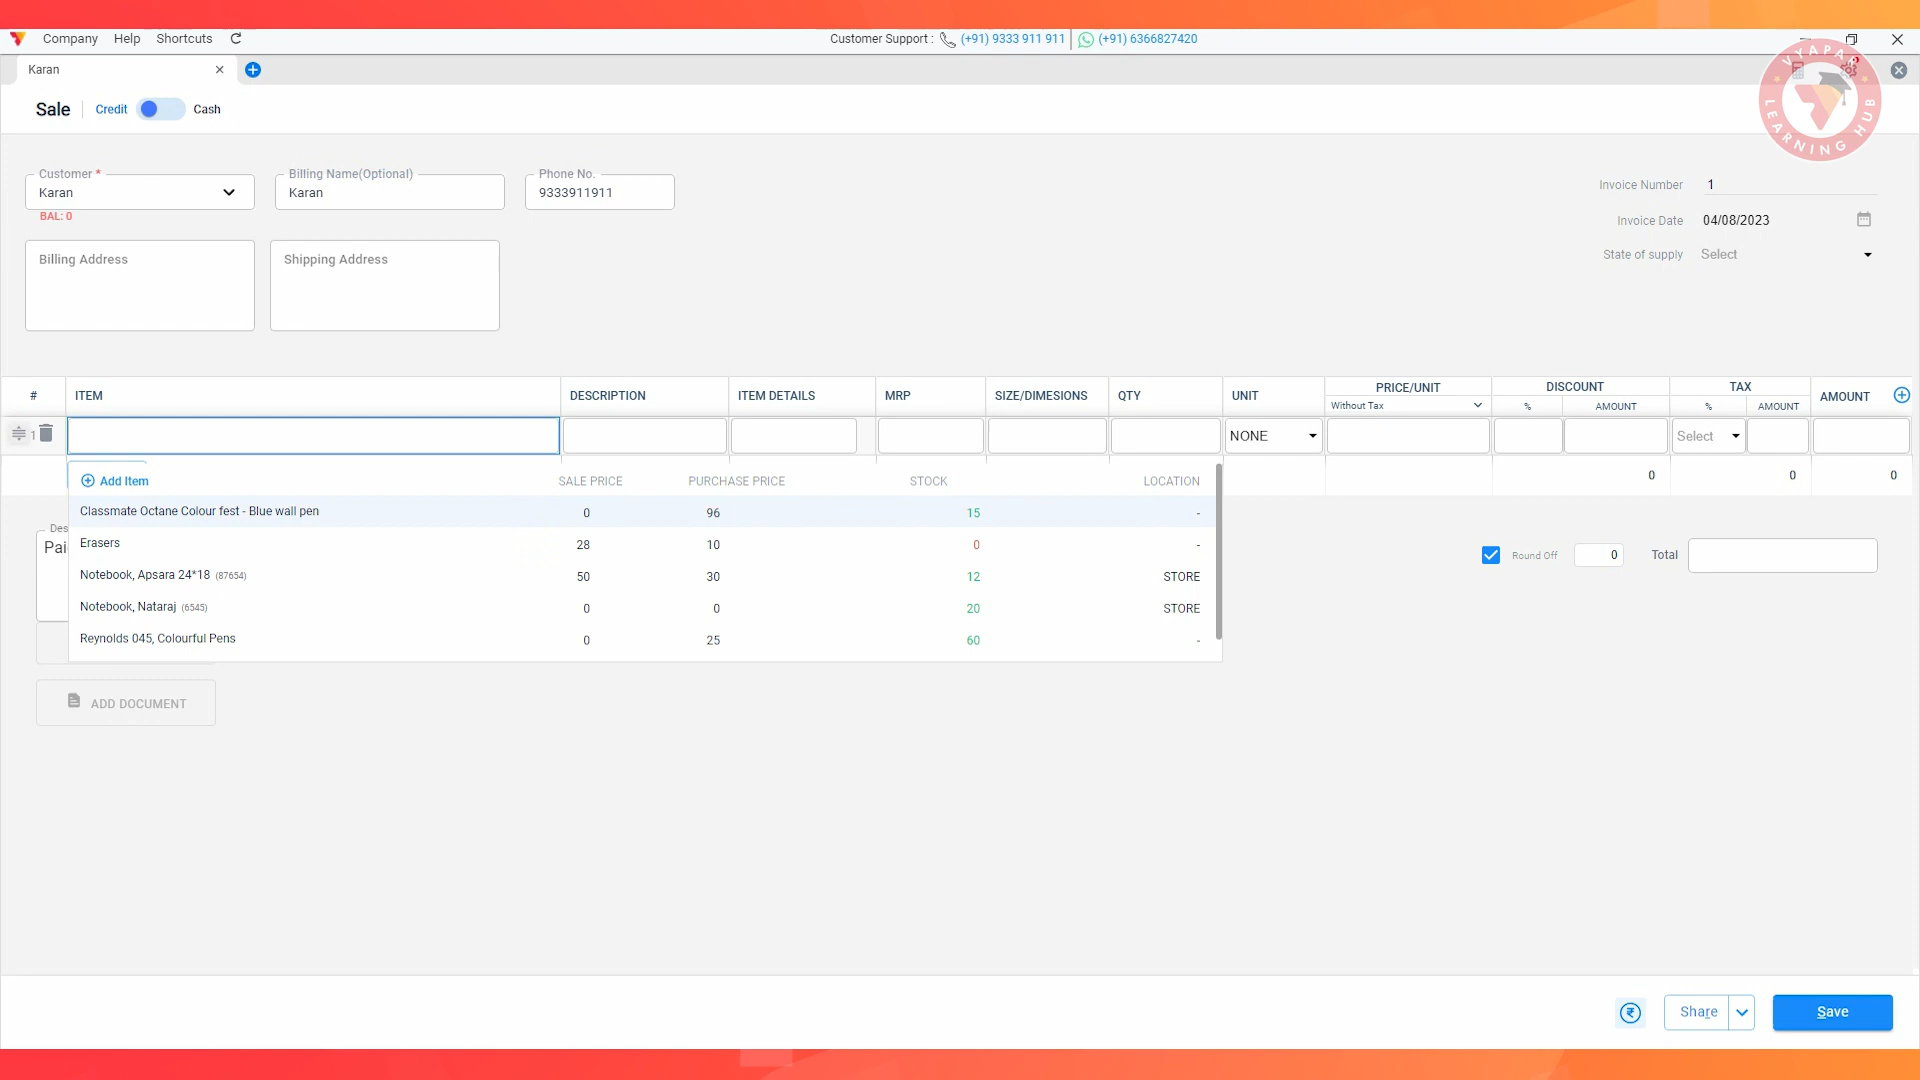 Company Help Shortcuts
Customer Support : (+91) 9333 911 911 (+91) 6366827420
Karan
VYAPAR LEARNING HUB
Sale Credit Cash
Customer * Billing Name(Optional) Phone No.
Karan Karan 9333911911
BAL: 0
Invoice Number 1
Invoice Date 04/08/2023
State of supply Select
Billing Address Shipping Address
# ITEM DESCRIPTION ITEM DETAILS MRP SIZE/DIMESIONS QTY UNIT PRICE/UNIT DISCOUNT TAX AMOUNT
Without Tax % AMOUNT % AMOUNT
1 NONE Select
0 0 0
Add Item SALE PRICE PURCHASE PRICE STOCK LOCATION
Classmate Octane Colour fest - Blue wall pen 0 96 15 -
Erasers 28 10 0 -
Notebook, Apsara 24*18 (87654) 50 30 12 STORE
Notebook, Nataraj (6545) 0 0 20 STORE
Reynolds 045, Colourful Pens 0 25 60 -
Des
Pai
Round Off 0 Total
ADD DOCUMENT
Share Save